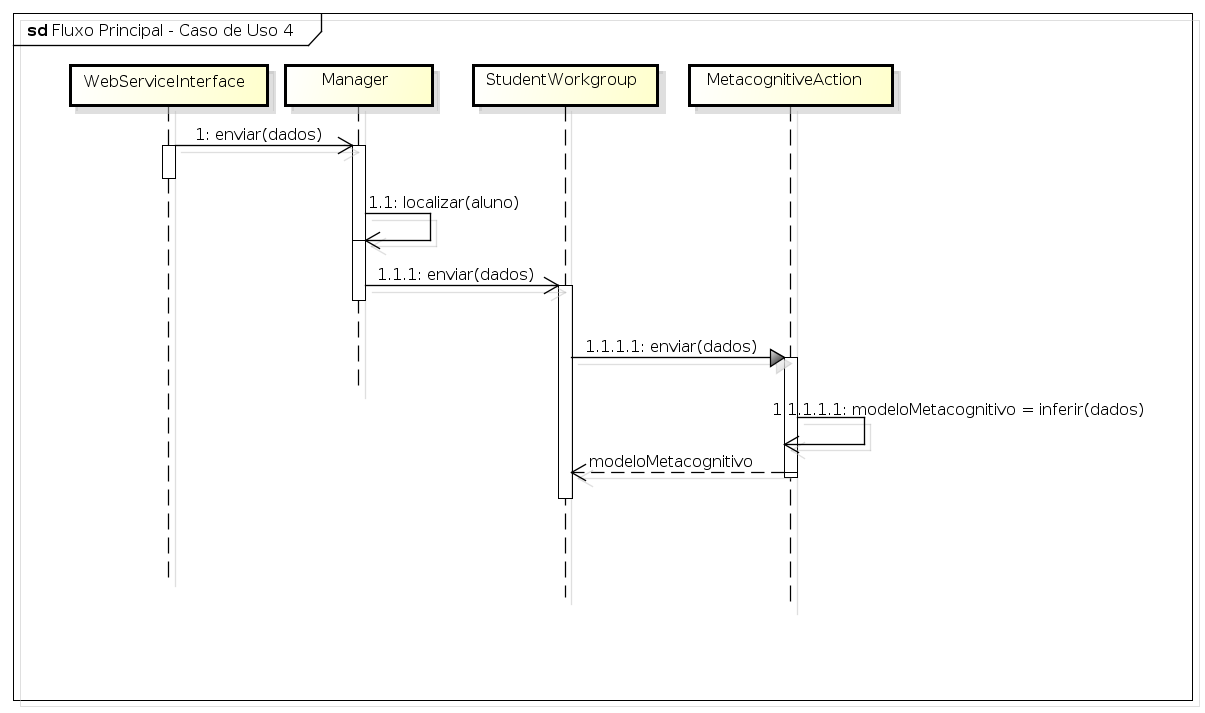 sd Fluxo Principal - Caso de Uso 4
WebServiceInterface
Manager
StudentWorkgroup
MetacognitiveAction
1: enviar(dados)
1.1: localizar(aluno)
1.1.1: enviar(dados)
1.1.1.1: enviar(dados)
1.1.1.1.1: modeloMetacognitivo = inferir(dados)
modeloMetacognitivo